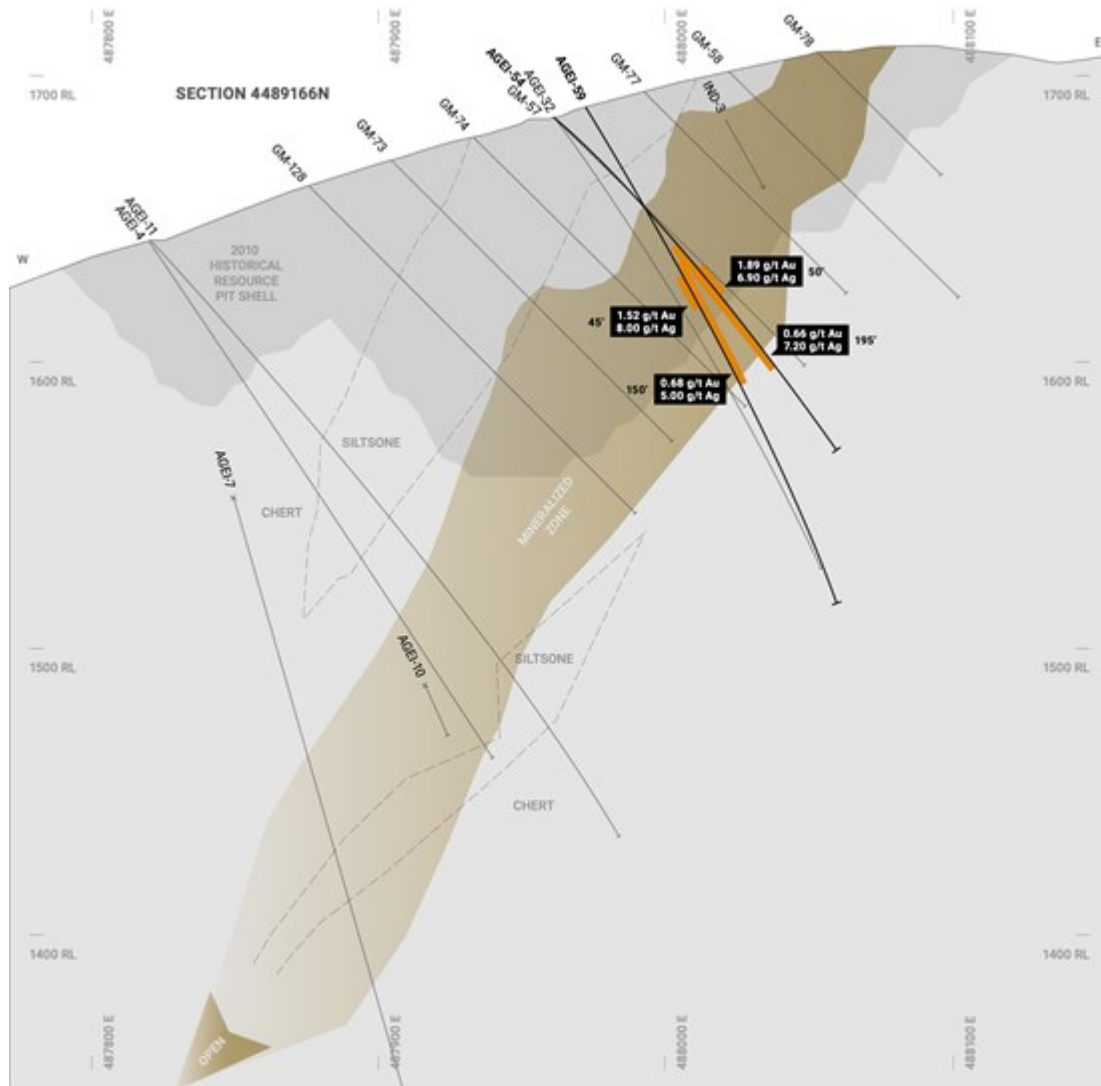 487800 E
487900 E
488000 E
488100 E
E
1700 RL
SECTION 4489166N
1700 RL
GM-78
GM-58
GM-77
IND-3
AGEI-59
AGEI-32
AGEI-54
GM-57
GM-74
GM-73
GM-128
AGEI-11
AGEI-4
W
2010
HISTORICAL
RESOURCE
PIT SHELL
1.89 g/t Au
6.90 g/t Ag
50'
45'
1.52 g/t Au
8.00 g/t Ag
0.66 g/t Au
7.20 g/t Ag
195'
150'
0.68 g/t Au
5.00 g/t Ag
1600 RL
1600 RL
SILTSONE
AGEI-7
CHERT
MINERALIZED
ZONE
AGEI-10
SILTSONE
1500 RL
1500 RL
CHERT
1400 RL
1400 RL
OPEN
487800 E
487900 E
488000 E
488100 E